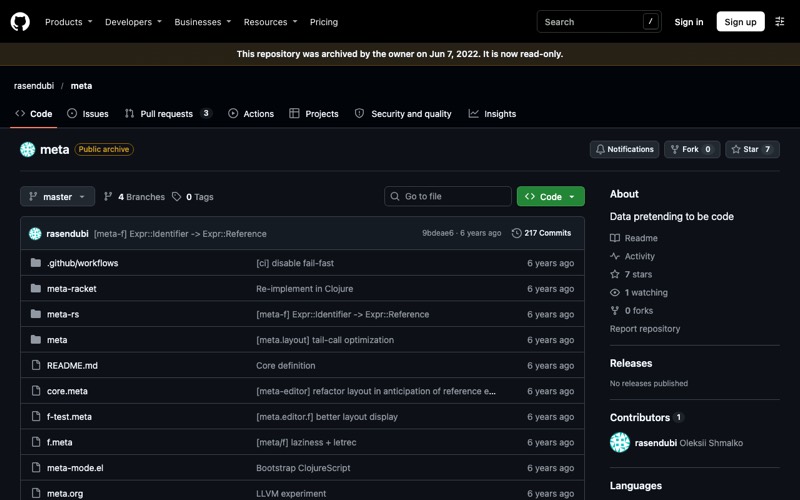 Products Developers Businesses Resources Pricing Search / Sign in Sign up
This repository was archived by the owner on Jun 7, 2022. It is now read-only.
rasendubi / meta
Code Issues Pull requests 3 Actions Projects Security and quality Insights
meta Public archive Notifications Fork 0 Star 7
master 4 Branches 0 Tags Go to file Code
rasendubi [meta-f] Expr::Identifier -> Expr::Reference 9bdeae6 · 6 years ago 217 Commits
.github/workflows [ci] disable fail-fast 6 years ago
meta-racket Re-implement in Clojure 6 years ago
meta-rs [meta-f] Expr::Identifier -> Expr::Reference 6 years ago
meta [meta.layout] tail-call optimization 6 years ago
README.md Core definition 6 years ago
core.meta [meta-editor] refactor layout in anticipation of reference e... 6 years ago
f-test.meta [meta.editor.f] better layout display 6 years ago
f.meta [meta/f] laziness + letrec 6 years ago
meta-mode.el Bootstrap ClojureScript 6 years ago
meta.org LLVM experiment 6 years ago
About
Data pretending to be code
Readme
Activity
7 stars
1 watching
0 forks
Report repository
Releases
No releases published
Contributors 1
rasendubi Oleksii Shmalko
Languages